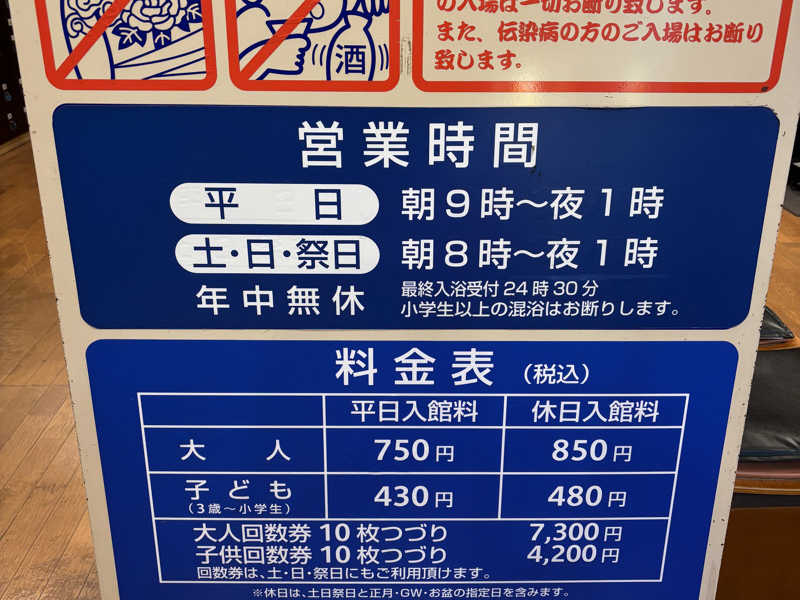 酒
の入場は一切お断り致します。
また、伝染病の方のご入場はお断り
致します。
営業時間
平日 朝9時～夜1時
土・日・祭日 朝8時～夜1時
年中無休
最終入浴受付24時30分
小学生以上の混浴はお断りします。
料金表 (税込)
平日入館料 休日入館料
大人 750円 850円
子ども 430円 480円
(3歳～小学生)
大人回数券10枚つづり 7,300円
子供回数券10枚つづり 4,200円
回数券は、土・日・祭日にもご利用頂けます。
※休日は、土日祭日と正月・GW・お盆の指定日を含みます。